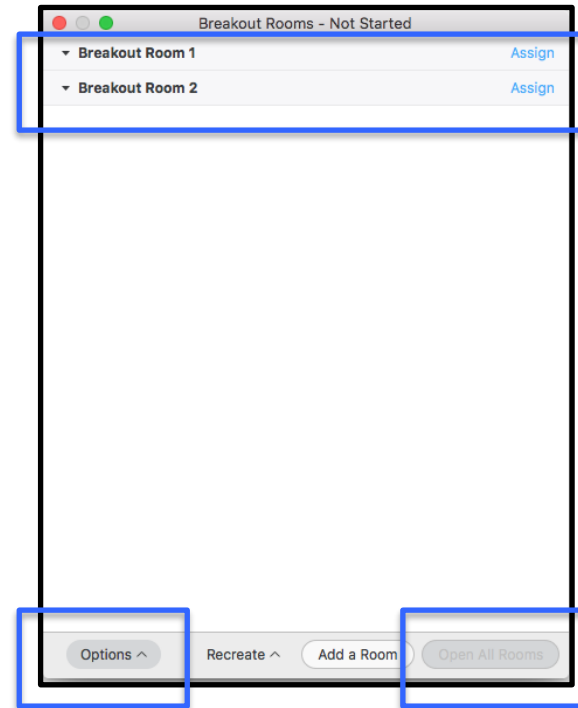 Breakout Rooms - Not Started
Breakout Room 1 Assign
Breakout Room 2 Assign
Options Recreate Add a Room Open All Rooms